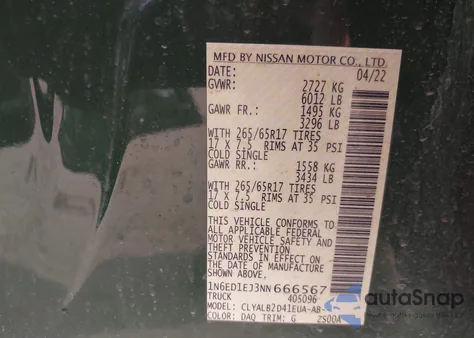 MFD BY NISSAN MOTOR CO., LTD.
DATE: 04/22
GVWR: 2727 KG
6012 LB
GAWR FR.: 1495 KG
3296 LB
WITH 265/65R17 TIRES
17 X 7.5 RIMS AT 35 PSI
COLD SINGLE
GAWR RR.: 1558 KG
3434 LB
WITH 265/65R17 TIRES
17 X 7.5 RIMS AT 35 PSI
COLD SINGLE
THIS VEHICLE CONFORMS TO
ALL APPLICABLE FEDERAL
MOTOR VEHICLE SAFETY AND
THEFT PREVENTION
STANDARDS IN EFFECT ON
THE DATE OF MANUFACTURE
SHOWN ABOVE.
1N6ED1EJ3NN666567
TRUCK 405096
MODEL: CLYALB2D41EUA-AB-
COLOR: DAQ TRIM: G
autoSnap